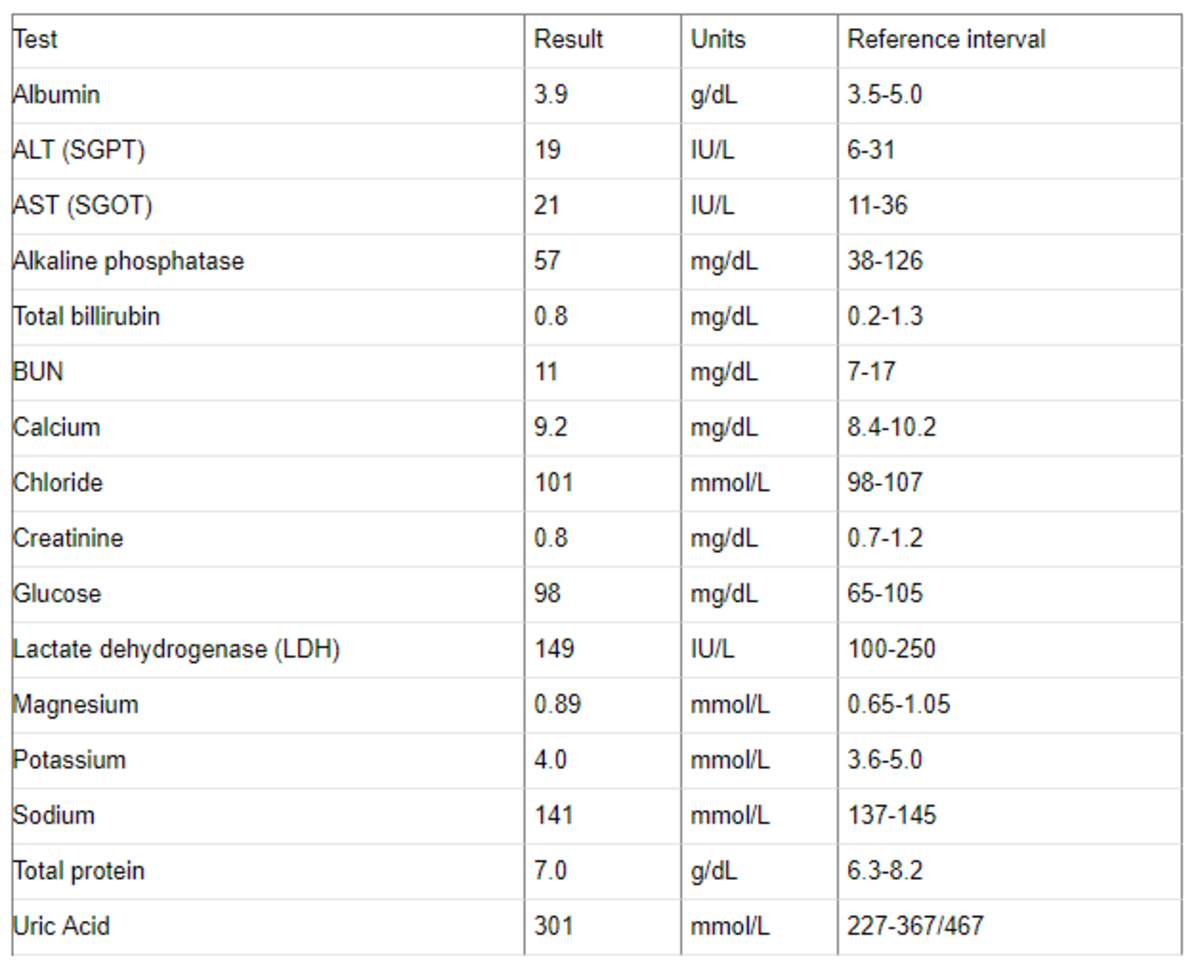 Test Result Units Reference interval
Albumin 3.9 g/dL 3.5-5.0
ALT (SGPT) 19 IU/L 6-31
AST (SGOT) 21 IU/L 11-36
Alkaline phosphatase 57 mg/dL 38-126
Total billirubin 0.8 mg/dL 0.2-1.3
BUN 11 mg/dL 7-17
Calcium 9.2 mg/dL 8.4-10.2
Chloride 101 mmol/L 98-107
Creatinine 0.8 mg/dL 0.7-1.2
Glucose 98 mg/dL 65-105
Lactate dehydrogenase (LDH) 149 IU/L 100-250
Magnesium 0.89 mmol/L 0.65-1.05
Potassium 4.0 mmol/L 3.6-5.0
Sodium 141 mmol/L 137-145
Total protein 7.0 g/dL 6.3-8.2
Uric Acid 301 mmol/L 227-367/467